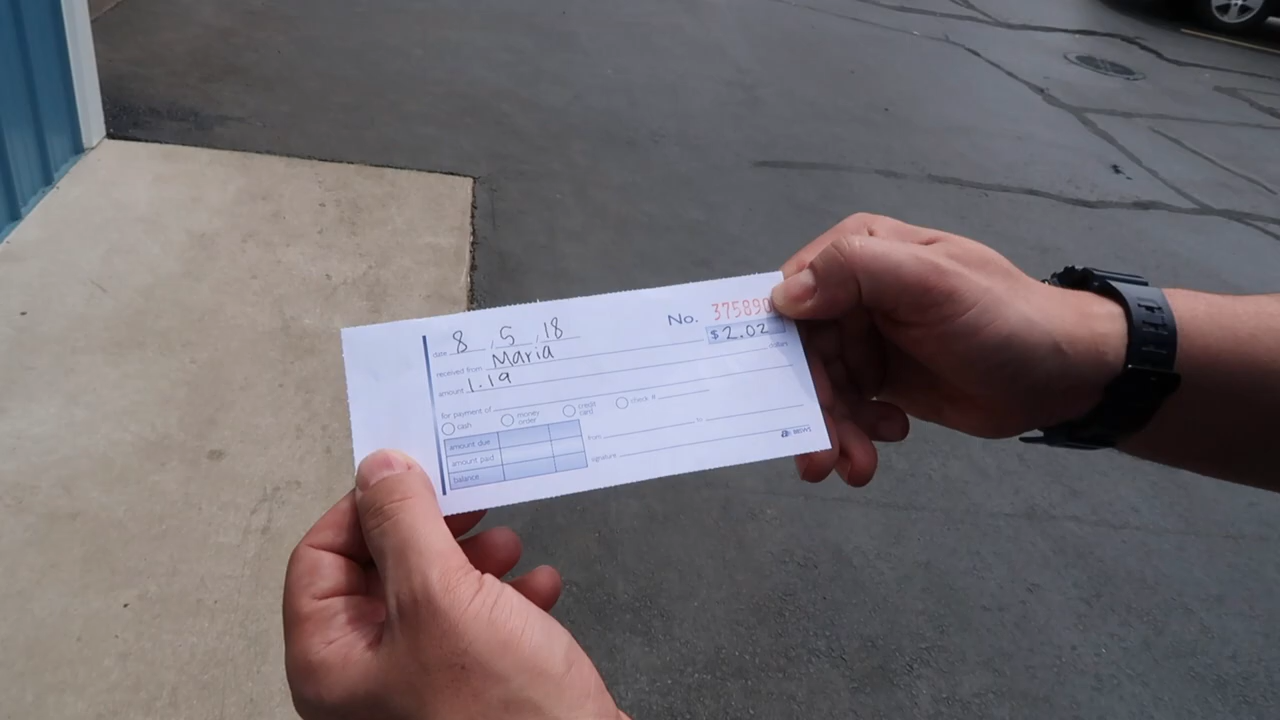 No. 375890
date 8, 5, 18
$ 2.02
received from Maria
amount 1.19 dollars
for payment of
cash money order credit card check #
amount due
amount paid
balance
from to
signature